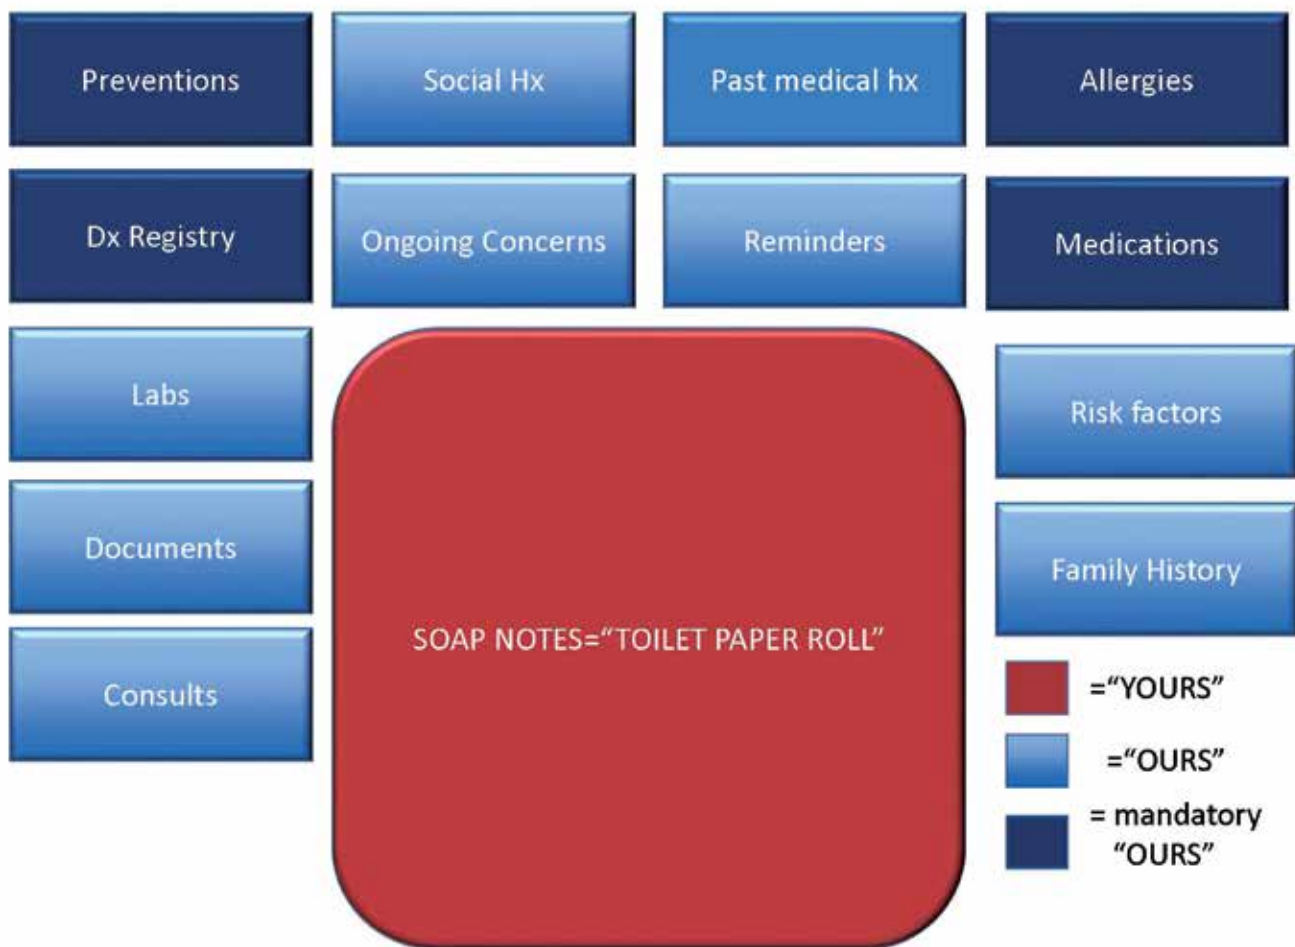 Preventions
Social Hx
Past medical hx
Allergies
Dx Registry
Ongoing Concerns
Reminders
Medications
Labs
Risk factors
Documents
Family History
SOAP NOTES=“TOILET PAPER ROLL”
Consults
=“YOURS”
=“OURS”
= mandatory
“OURS”